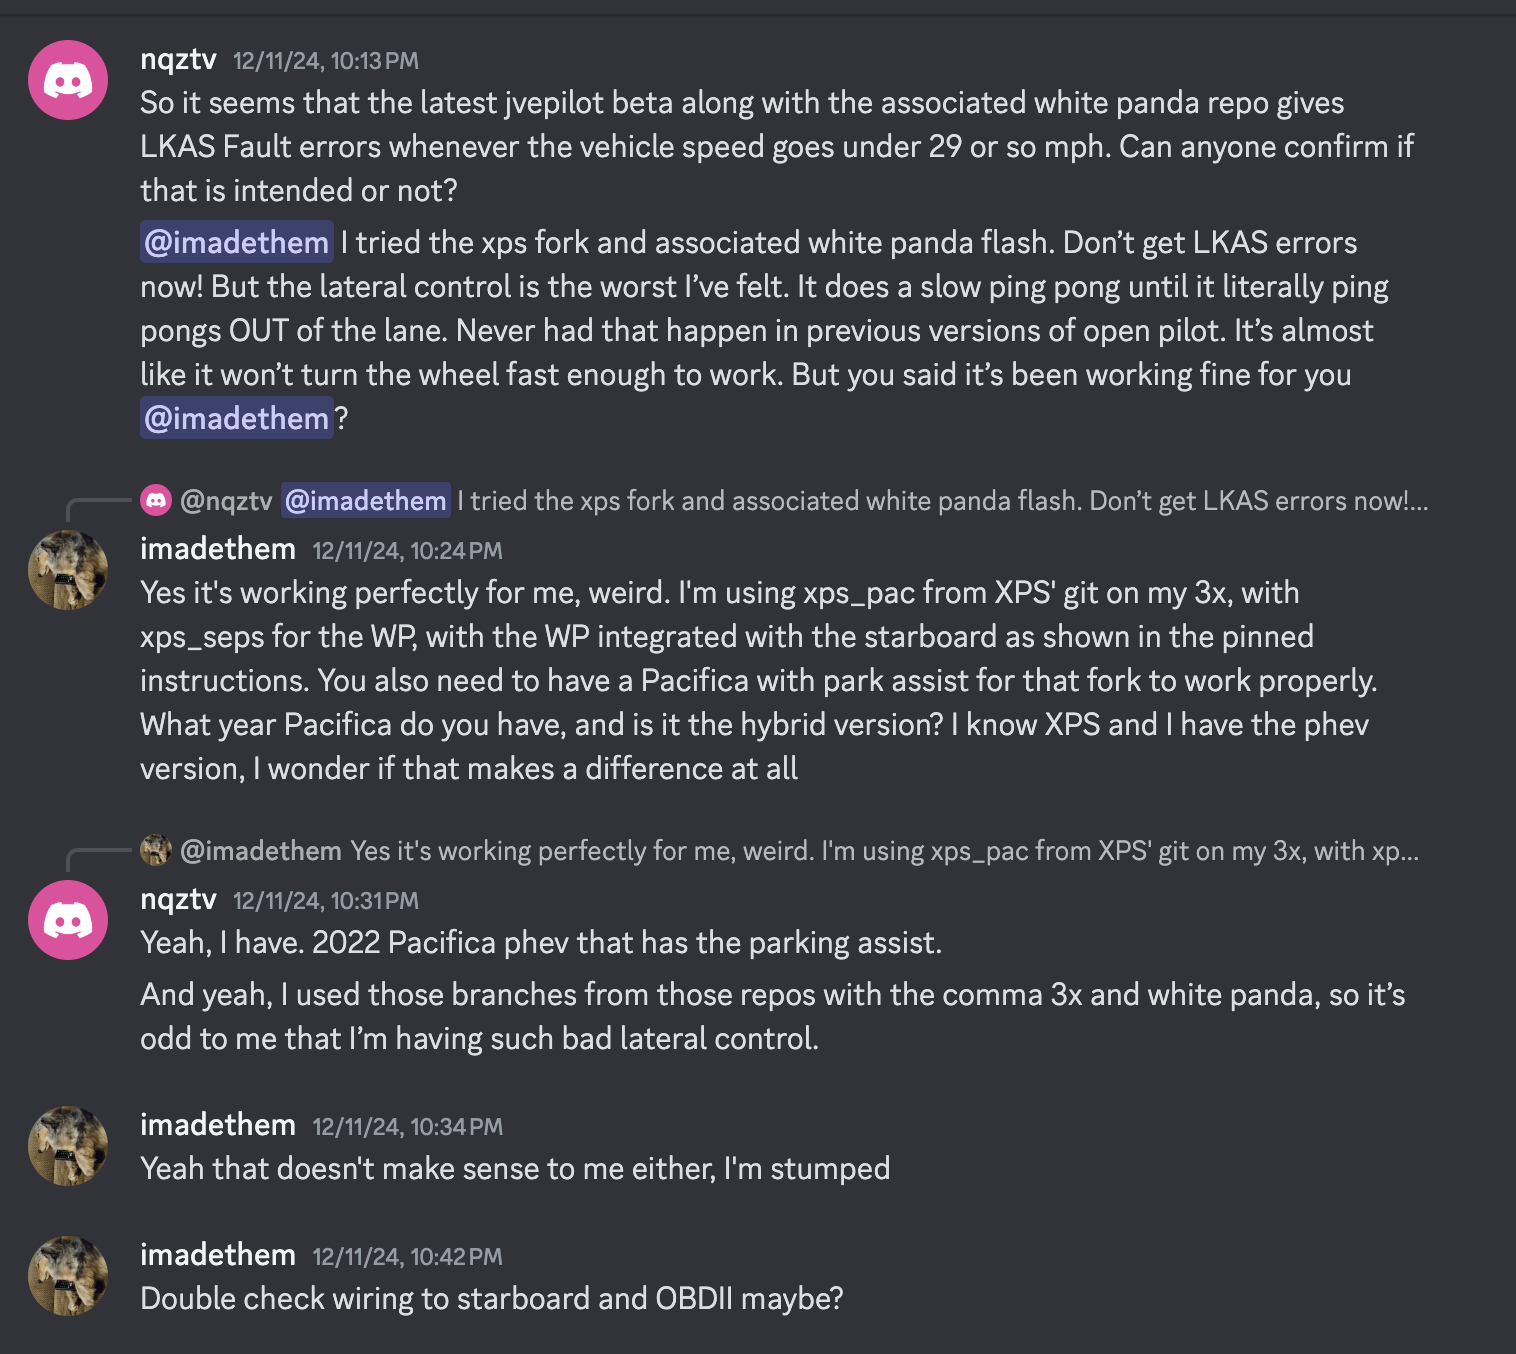 nqztv 12/11/24, 10:13 PM
So it seems that the latest jvepilot beta along with the associated white panda repo gives
LKAS Fault errors whenever the vehicle speed goes under 29 or so mph. Can anyone confirm if
that is intended or not?
@imadethem I tried the xps fork and associated white panda flash. Don’t get LKAS errors
now! But the lateral control is the worst I’ve felt. It does a slow ping pong until it literally ping
pongs OUT of the lane. Never had that happen in previous versions of open pilot. It’s almost
like it won’t turn the wheel fast enough to work. But you said it’s been working fine for you
@imadethem?
@nqztv @imadethem I tried the xps fork and associated white panda flash. Don’t get LKAS errors now!...
imadethem 12/11/24, 10:24 PM
Yes it's working perfectly for me, weird. I'm using xps_pac from XPS' git on my 3x, with
xps_seps for the WP, with the WP integrated with the starboard as shown in the pinned
instructions. You also need to have a Pacifica with park assist for that fork to work properly.
What year Pacifica do you have, and is it the hybrid version? I know XPS and I have the phev
version, I wonder if that makes a difference at all
@imadethem Yes it's working perfectly for me, weird. I'm using xps_pac from XPS' git on my 3x, with xp...
nqztv 12/11/24, 10:31 PM
Yeah, I have. 2022 Pacifica phev that has the parking assist.
And yeah, I used those branches from those repos with the comma 3x and white panda, so it’s
odd to me that I’m having such bad lateral control.
imadethem 12/11/24, 10:34 PM
Yeah that doesn't make sense to me either, I'm stumped
imadethem 12/11/24, 10:42 PM
Double check wiring to starboard and OBDII maybe?